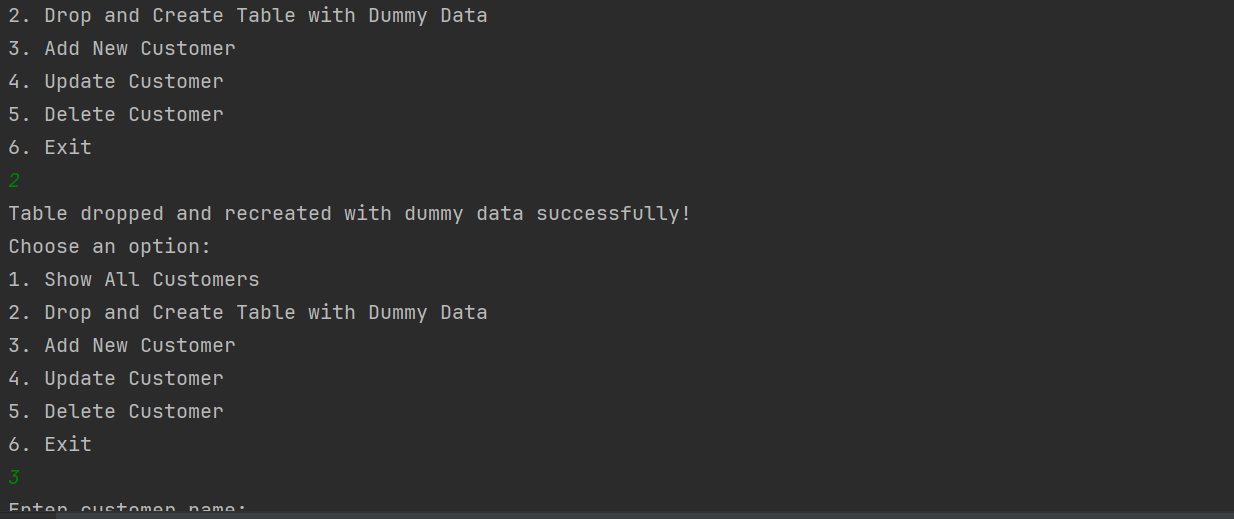 2. Drop and Create Table with Dummy Data
3. Add New Customer
4. Update Customer
5. Delete Customer
6. Exit
2
Table dropped and recreated with dummy data successfully!
Choose an option:
1. Show All Customers
2. Drop and Create Table with Dummy Data
3. Add New Customer
4. Update Customer
5. Delete Customer
6. Exit
3
Enter customer name: